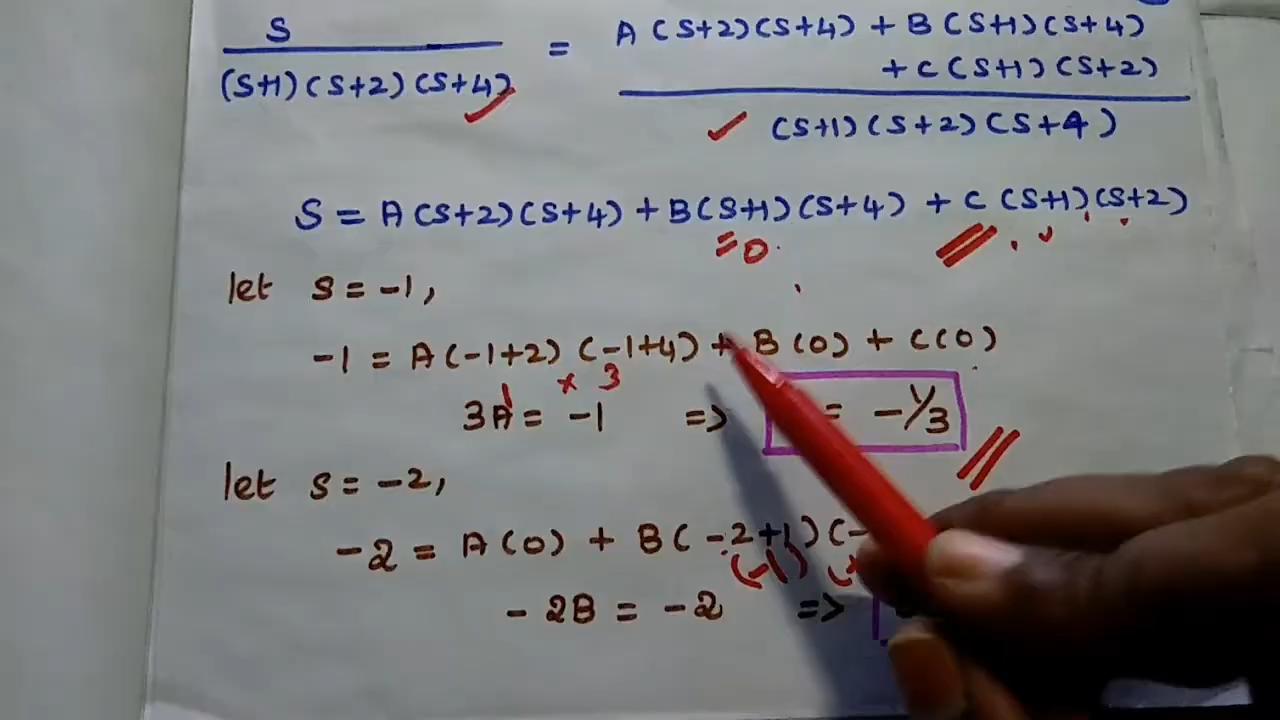 S / (S+1)(S+2)(S+4) = A(S+2)(S+4) + B(S+1)(S+4)
+ C(S+1)(S+2) / (S+1)(S+2)(S+4)
S = A(S+2)(S+4) + B(S+1)(S+4) + C(S+1)(S+2)
= 0
let s = -1,
-1 = A(-1+2)(-1+4) + B(0) + C(0)
1 × 3
3A = -1 => = -1/3
let s = -2,
-2 = A(0) + B(-2+1)(-
(-1)
-2B = -2 =>